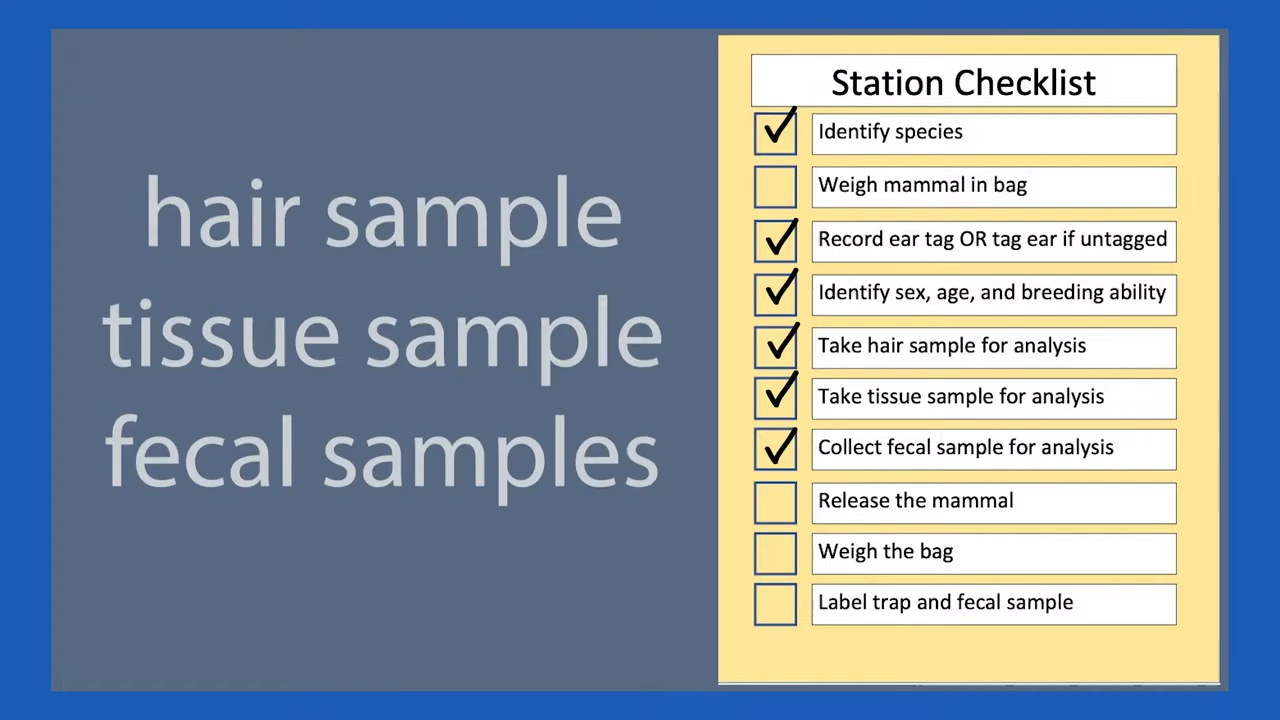 hair sample
tissue sample
fecal samples
Station Checklist
Identify species
Weigh mammal in bag
Record ear tag OR tag ear if untagged
Identify sex, age, and breeding ability
Take hair sample for analysis
Take tissue sample for analysis
Collect fecal sample for analysis
Release the mammal
Weigh the bag
Label trap and fecal sample